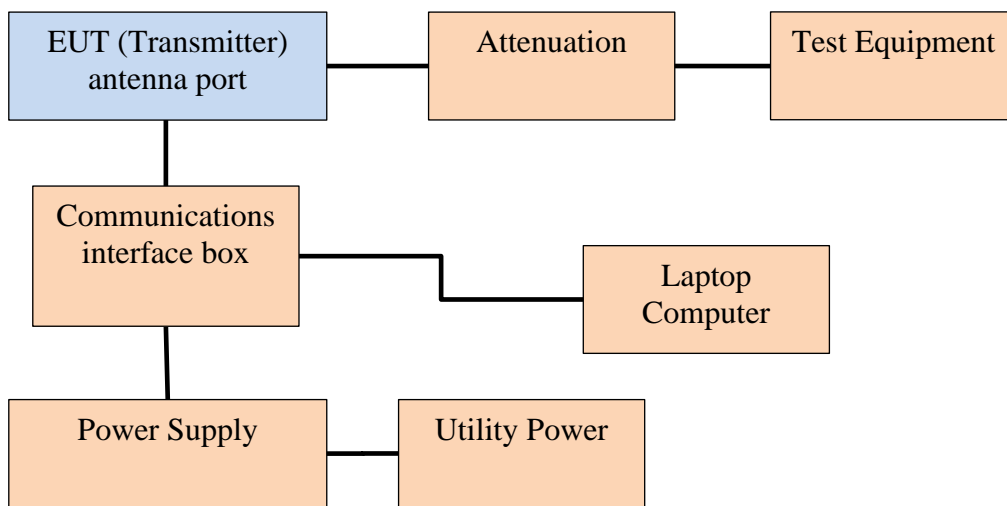 EUT (Transmitter)
antenna port
Attenuation
Test Equipment
Communications
interface box
Laptop
Computer
Power Supply
Utility Power